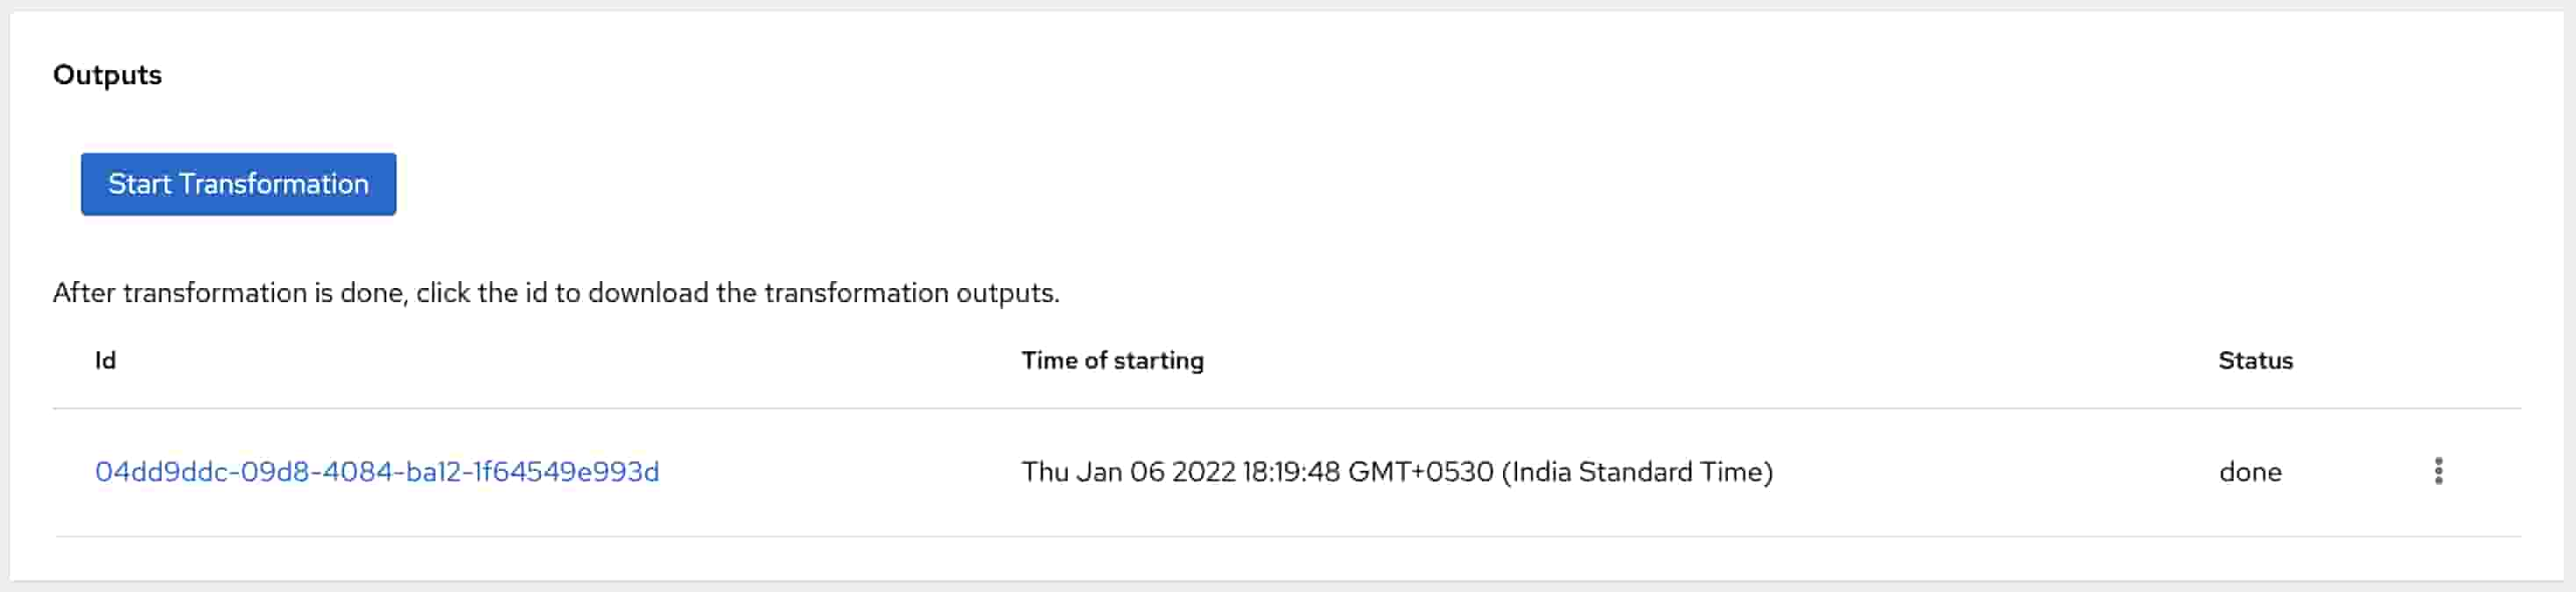 Outputs
Start Transformation
After transformation is done, click the id to download the transformation outputs.
Id Time of starting Status
04dd9ddc-09d8-4084-ba12-1f64549e993d Thu Jan 06 2022 18:19:48 GMT+0530 (India Standard Time) done